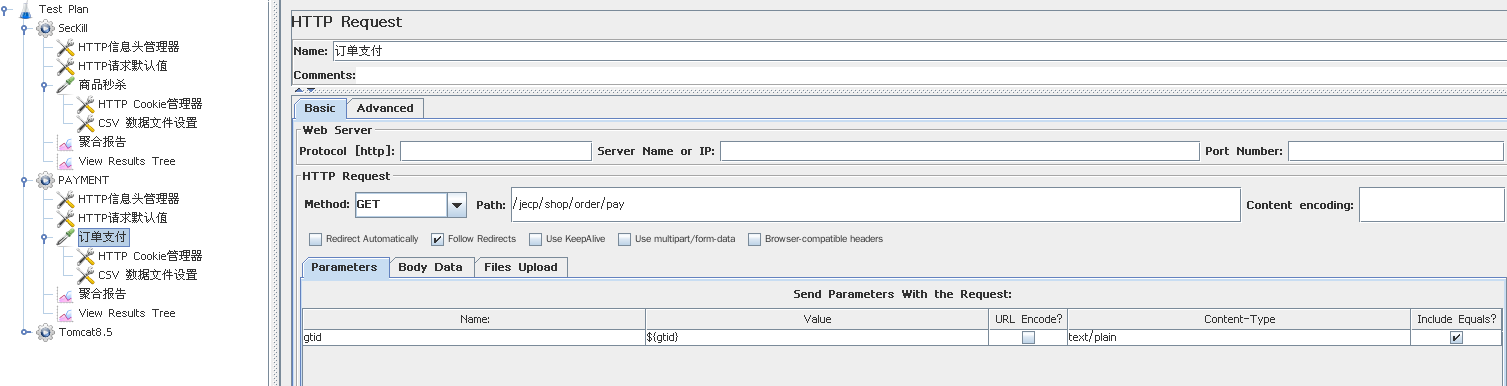 Test Plan
SecKill
HTTP信息头管理器
HTTP请求默认值
商品秒杀
HTTP Cookie管理器
CSV 数据文件设置
聚合报告
View Results Tree
PAYMENT
HTTP信息头管理器
HTTP请求默认值
订单支付
HTTP Cookie管理器
CSV 数据文件设置
聚合报告
View Results Tree
Tomcat8.5
HTTP Request
Name: 订单支付
Comments:
Basic Advanced
Web Server
Protocol [http]: Server Name or IP: Port Number:
HTTP Request
Method: GET Path: /jecp/shop/order/pay Content encoding:
Redirect Automatically Follow Redirects Use KeepAlive Use multipart/form-data Browser-compatible headers
Parameters Body Data Files Upload
Send Parameters With the Request:
Name: Value URL Encode? Content-Type Include Equals?
gtid ${gtid} text/plain